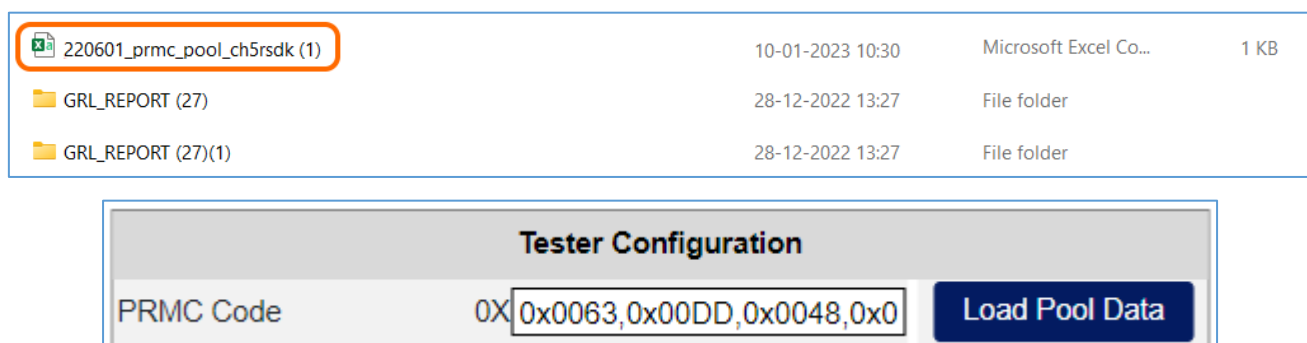 220601_prmc_pool_ch5rsdk (1) 10-01-2023 10:30 Microsoft Excel Co... 1 KB
GRL_REPORT (27) 28-12-2022 13:27 File folder
GRL_REPORT (27)(1) 28-12-2022 13:27 File folder
Tester Configuration
PRMC Code 0X 0x0063,0x00DD,0x0048,0x0 Load Pool Data